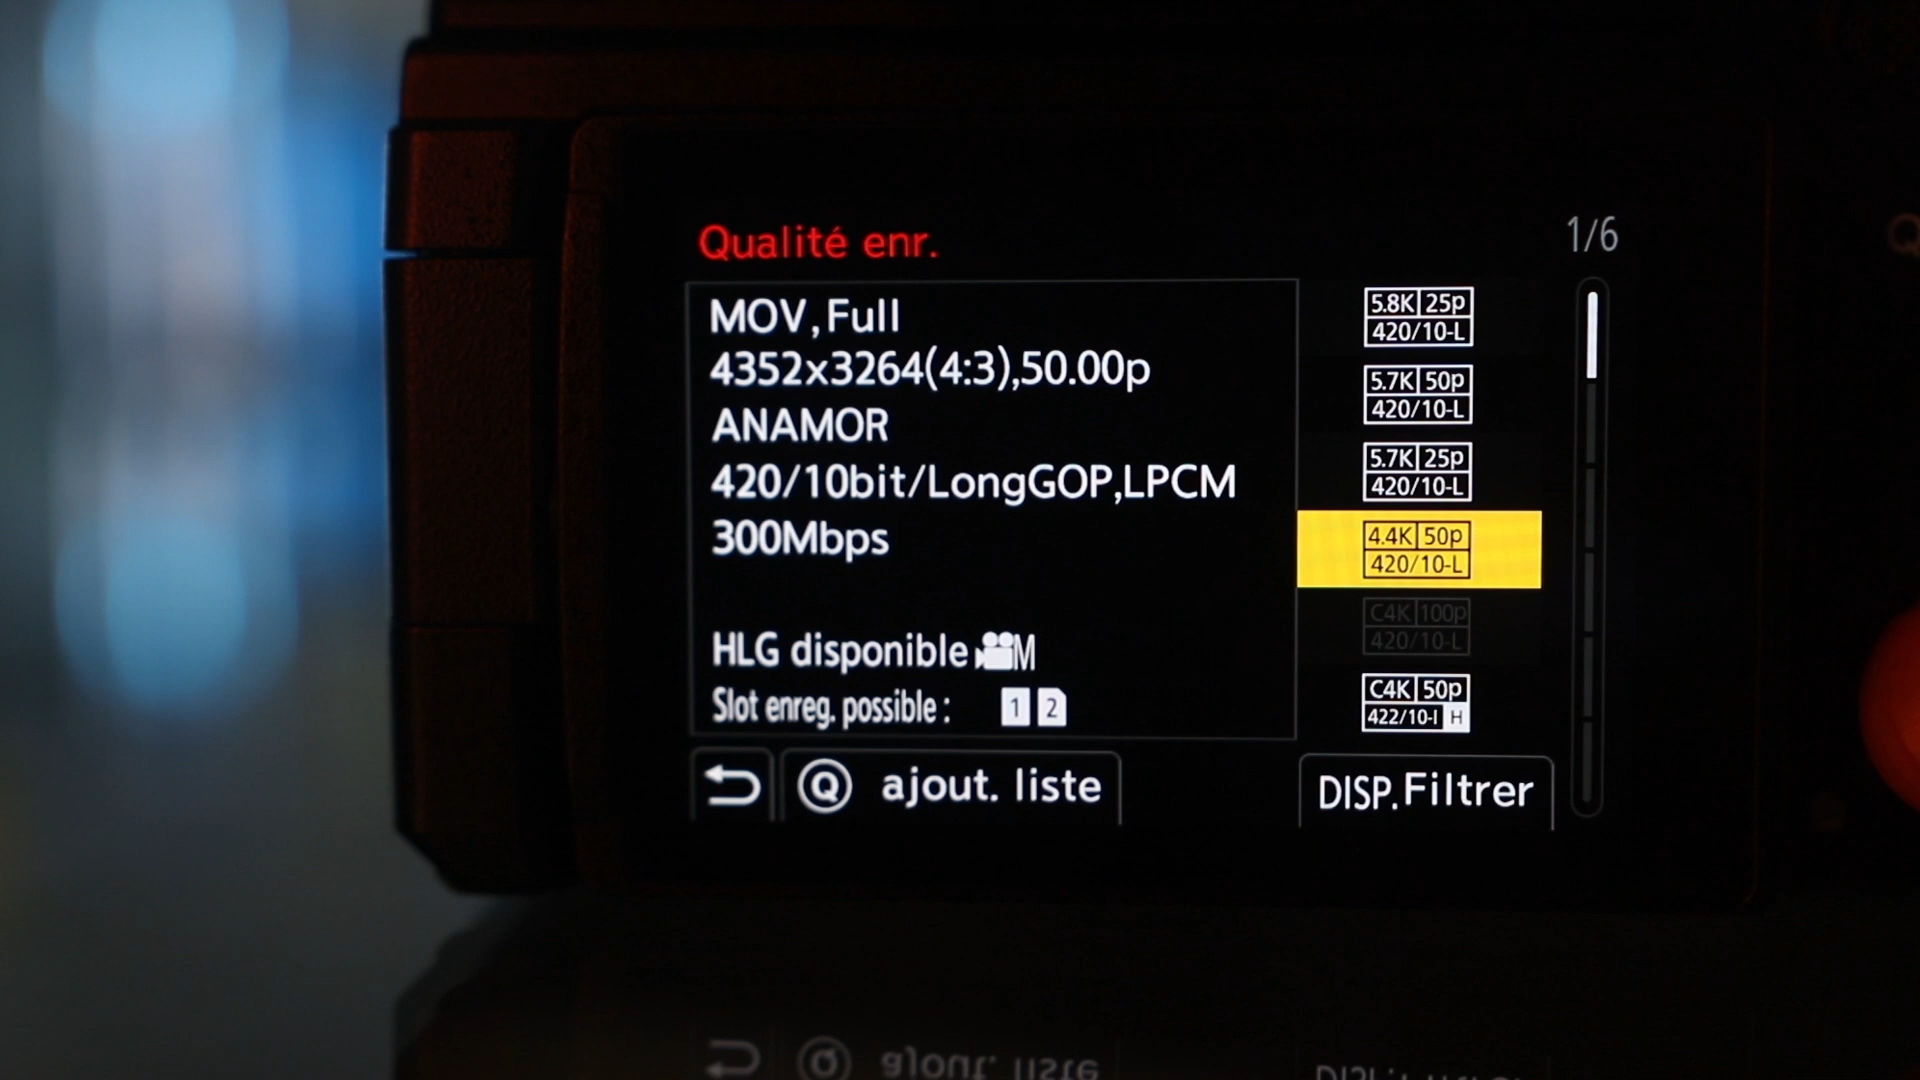 Qualité enr.
1/6
MOV,Full
4352x3264(4:3),50.00p
ANAMOR
420/10bit/LongGOP,LPCM
300Mbps
HLG disponible M
Slot enreg. possible : 1 2
5.8K 25p
420/10-L
5.7K 50p
420/10-L
5.7K 25p
420/10-L
4.4K 50p
420/10-L
C4K 100p
420/10-L
C4K 50p
422/10-I H
Q ajout. liste
DISP.Filtrer
Q
Q ajout. liste